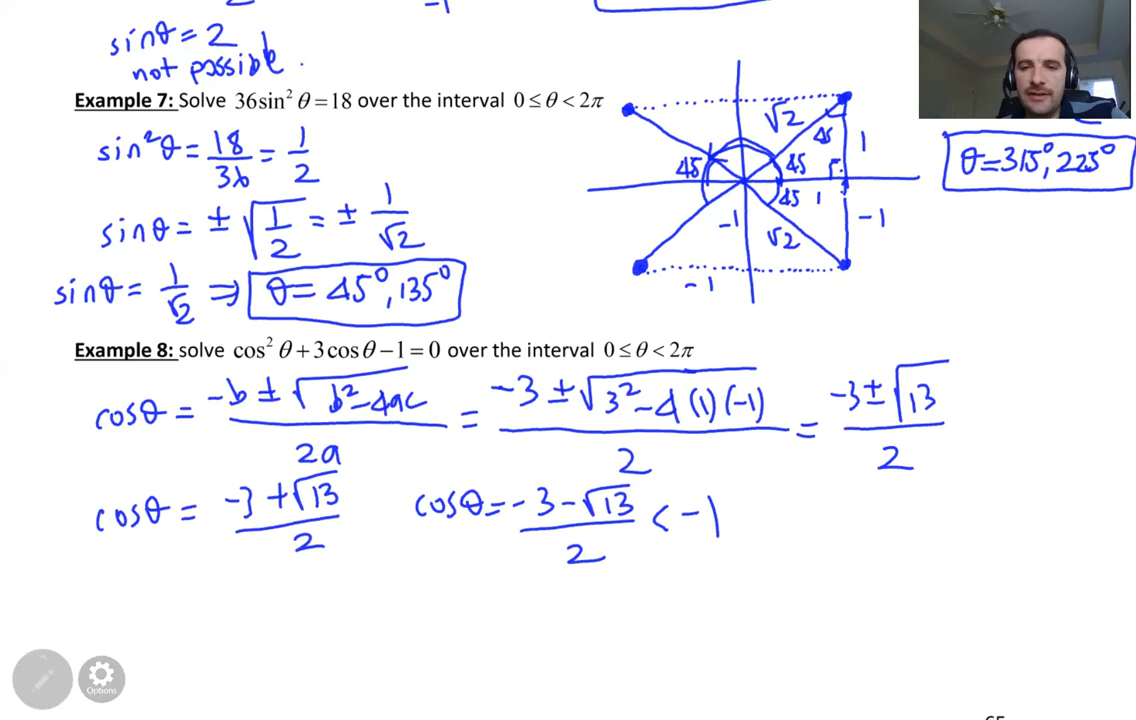 sinθ = 2
not possible.
Example 7: Solve 36sin² θ = 18 over the interval 0 ≤ θ < 2π
sin²θ = 18/36 = 1/2
sinθ = ± √(1/2) = ± 1/√2
sinθ = 1/√2 ⇒ θ = 45°, 135°
√2
45
1
45
45
45
1
-1
-1
√2
-1
θ = 315°, 225°
Example 8: solve cos² θ + 3cosθ − 1 = 0 over the interval 0 ≤ θ < 2π
cosθ = (-b ± √(b² - 4ac))/2a = (-3 ± √(3² - 4(1)(-1)))/2 = (-3 ± √13)/2
cosθ = (-3 + √13)/2 cosθ = (-3 - √13)/2 < -1
Options